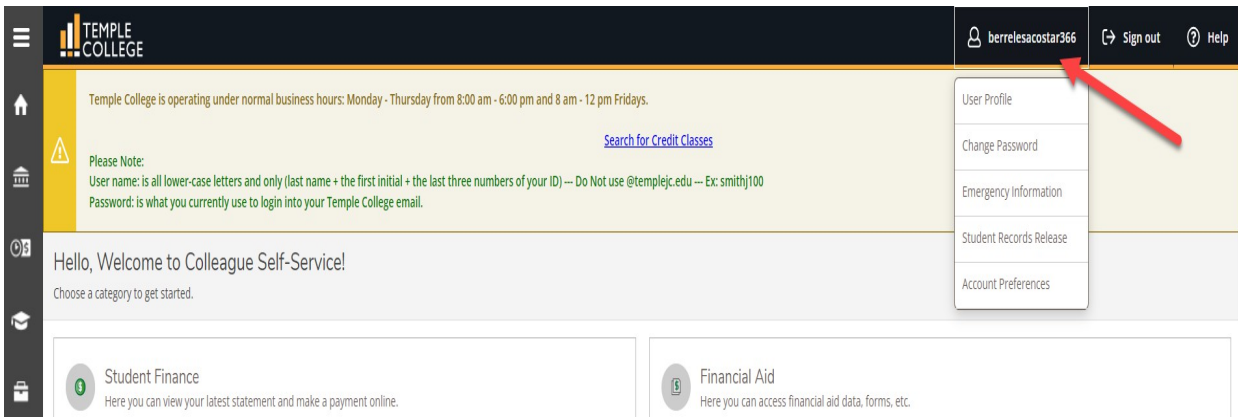 TEMPLE
COLLEGE
berrelesacostar366
Sign out
Help
Temple College is operating under normal business hours: Monday - Thursday from 8:00 am - 6:00 pm and 8 am - 12 pm Fridays.
Search for Credit Classes
Please Note:
User name: is all lower-case letters and only (last name + the first initial + the last three numbers of your ID) --- Do Not use @templejc.edu --- Ex: smithj100
Password: is what you currently use to login into your Temple College email.
User Profile
Change Password
Emergency Information
Student Records Release
Account Preferences
Hello, Welcome to Colleague Self-Service!
Choose a category to get started.
Student Finance
Here you can view your latest statement and make a payment online.
Financial Aid
Here you can access financial aid data, forms, etc.